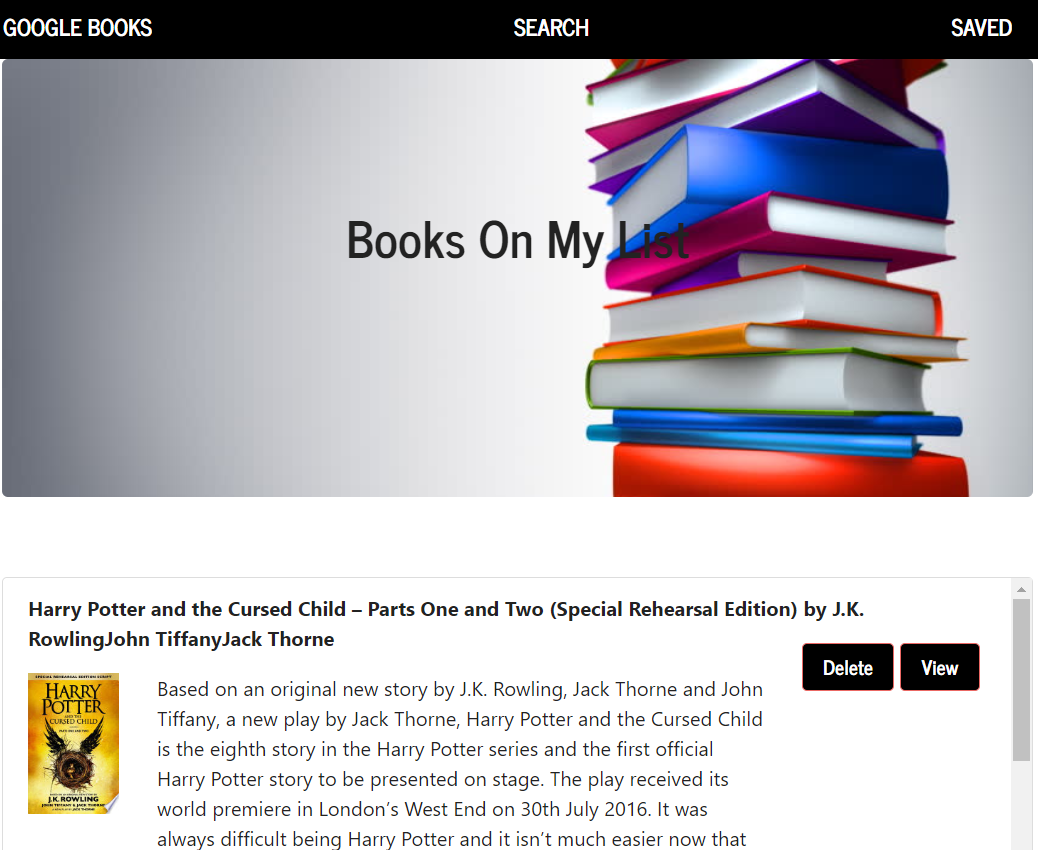 GOOGLE BOOKS SEARCH SAVED
Books On My List
Harry Potter and the Cursed Child – Parts One and Two (Special Rehearsal Edition) by J.K.
RowlingJohn TiffanyJack Thorne
Delete View
SPECIAL REHEARSAL EDITION SCRIPT
HARRY
POTTER
AND THE
CURSED CHILD
PARTS ONE AND TWO
J.K. ROWLING
JOHN TIFFANY & JACK THORNE
Based on an original new story by J.K. Rowling, Jack Thorne and John
Tiffany, a new play by Jack Thorne, Harry Potter and the Cursed Child
is the eighth story in the Harry Potter series and the first official
Harry Potter story to be presented on stage. The play received its
world premiere in London’s West End on 30th July 2016. It was
always difficult being Harry Potter and it isn’t much easier now that